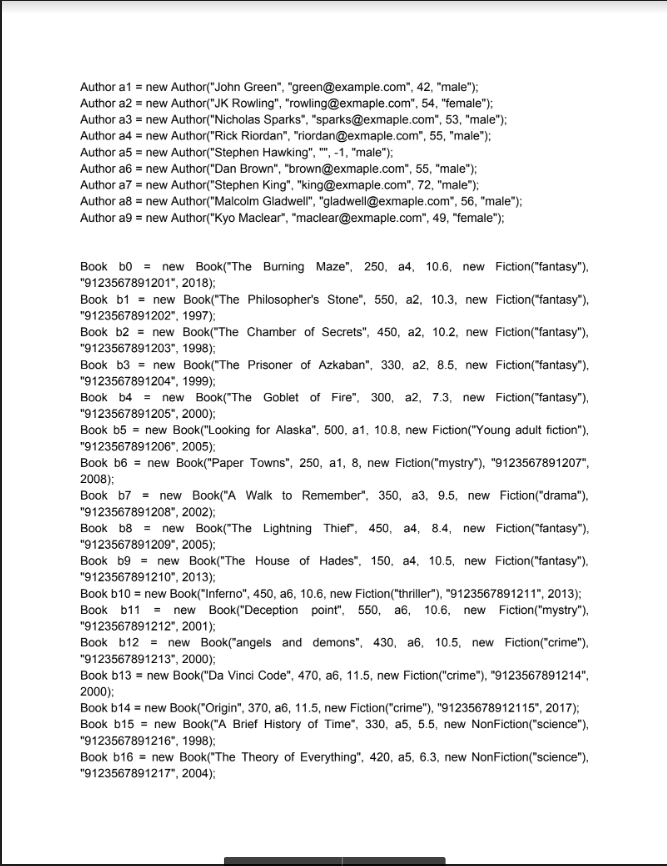 Author a1 = new Author("John Green", "green@example.com", 42, "male");
Author a2 = new Author("JK Rowling", "rowling@exmaple.com", 54, "female");
Author a3 = new Author("Nicholas Sparks", "sparks@exmaple.com", 53, "male");
Author a4 = new Author("Rick Riordan", "riordan@exmaple.com", 55, "male");
Author a5 = new Author("Stephen Hawking", "", -1, "male");
Author a6 = new Author("Dan Brown", "brown@exmaple.com", 55, "male");
Author a7 = new Author("Stephen King", "king@exmaple.com", 72, "male");
Author a8 = new Author("Malcolm Gladwell", "gladwell@exmaple.com", 56, "male");
Author a9 = new Author("Kyo Maclear", "maclear@exmaple.com", 49, "female");
Book b0 = new Book("The Burning Maze", 250, a4, 10.6, new Fiction("fantasy"),
"9123567891201", 2018);
Book b1 = new Book("The Philosopher's Stone", 550, a2, 10.3, new Fiction("fantasy"),
"9123567891202", 1997);
Book b2 = new Book("The Chamber of Secrets", 450, a2, 10.2, new Fiction("fantasy"),
"9123567891203", 1998);
Book b3 = new Book("The Prisoner of Azkaban", 330, a2, 8.5, new Fiction("fantasy"),
"9123567891204", 1999);
Book b4 = new Book("The Goblet of Fire", 300, a2, 7.3, new Fiction("fantasy"),
"9123567891205", 2000);
Book b5 = new Book("Looking for Alaska", 500, a1, 10.8, new Fiction("Young adult fiction"),
"9123567891206", 2005);
Book b6 = new Book("Paper Towns", 250, a1, 8, new Fiction("mystry"), "9123567891207",
2008);
Book b7 = new Book("A Walk to Remember", 350, a3, 9.5, new Fiction("drama"),
"9123567891208", 2002);
Book b8 = new Book("The Lightning Thief", 450, a4, 8.4, new Fiction("fantasy"),
"9123567891209", 2005);
Book b9 = new Book("The House of Hades", 150, a4, 10.5, new Fiction("fantasy"),
"9123567891210", 2013);
Book b10 = new Book("Inferno", 450, a6, 10.6, new Fiction("thriller"), "9123567891211", 2013);
Book b11 = new Book("Deception point", 550, a6, 10.6, new Fiction("mystry"),
"9123567891212", 2001);
Book b12 = new Book("angels and demons", 430, a6, 10.5, new Fiction("crime"),
"9123567891213", 2000);
Book b13 = new Book("Da Vinci Code", 470, a6, 11.5, new Fiction("crime"), "9123567891214",
2000);
Book b14 = new Book("Origin", 370, a6, 11.5, new Fiction("crime"), "91235678912115", 2017);
Book b15 = new Book("A Brief History of Time", 330, a5, 5.5, new NonFiction("science"),
"9123567891216", 1998);
Book b16 = new Book("The Theory of Everything", 420, a5, 6.3, new NonFiction("science"),
"9123567891217", 2004);